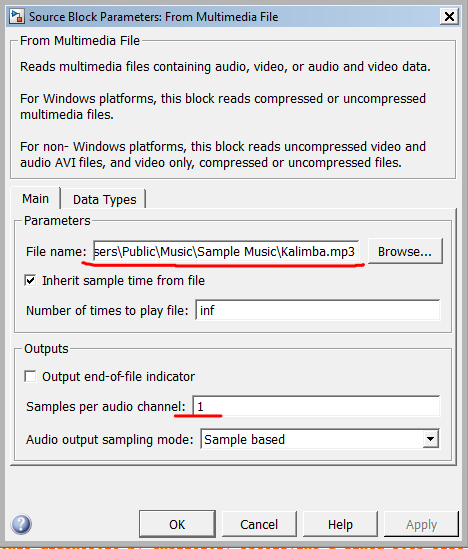 Source Block Parameters: From Multimedia File
From Multimedia File
Reads multimedia files containing audio, video, or audio and video data.
For Windows platforms, this block reads compressed or uncompressed
multimedia files.
For non- Windows platforms, this block reads uncompressed video and
audio AVI files, and video only, compressed or uncompressed files.
Main Data Types
Parameters
File name: sers\Public\Music\Sample Music\Kalimba.mp3 Browse...
Inherit sample time from file
Number of times to play file: inf
Outputs
Output end-of-file indicator
Samples per audio channel: 1
Audio output sampling mode: Sample based
OK Cancel Help Apply